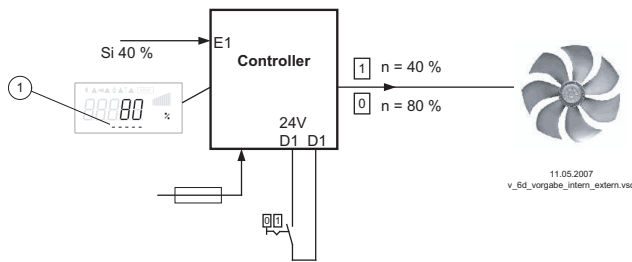 Si 40 %
E1
Controller
1 n = 40 %
0 n = 80 %
1
80
%
24V
D1 D1
0 1
11.05.2007
v_6d_vorgabe_intern_extern.vsd